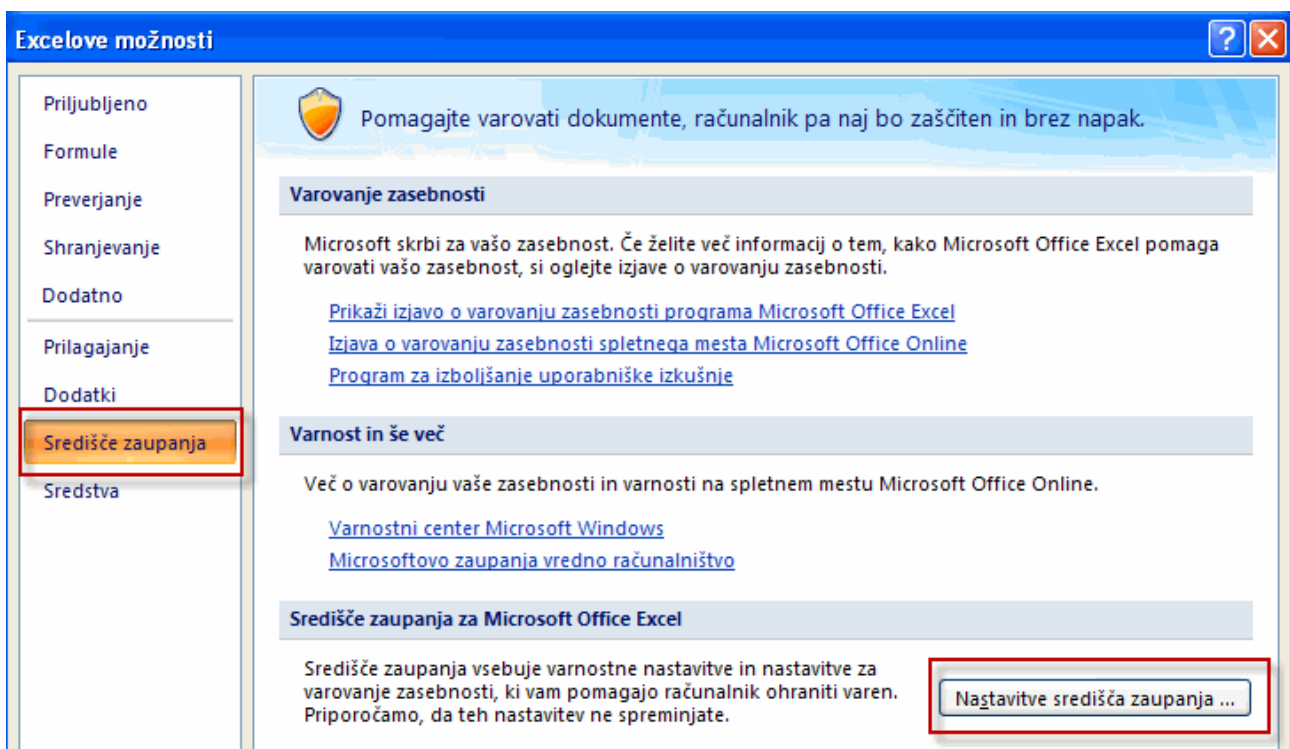 Excelove možnosti
Priljubljeno
Formule
Preverjanje
Shranjevanje
Dodatno
Prilagajanje
Dodatki
Središče zaupanja
Sredstva
Pomagajte varovati dokumente, računalnik pa naj bo zaščiten in brez napak.
Varovanje zasebnosti
Microsoft skrbi za vašo zasebnost. Če želite več informacij o tem, kako Microsoft Office Excel pomaga
varovati vašo zasebnost, si oglejte izjave o varovanju zasebnosti.
Prikaži izjavo o varovanju zasebnosti programa Microsoft Office Excel
Izjava o varovanju zasebnosti spletnega mesta Microsoft Office Online
Program za izboljšanje uporabniške izkušnje
Varnost in še več
Več o varovanju vaše zasebnosti in varnosti na spletnem mestu Microsoft Office Online.
Varnostni center Microsoft Windows
Microsoftovo zaupanja vredno računalništvo
Središče zaupanja za Microsoft Office Excel
Središče zaupanja vsebuje varnostne nastavitve in nastavitve za
varovanje zasebnosti, ki vam pomagajo računalnik ohraniti varen.
Priporočamo, da teh nastavitev ne spreminjate.
Nastavitve središča zaupanja ...